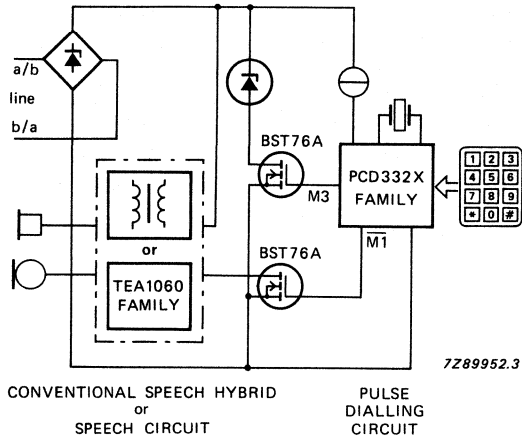 a/b
line
b/a
BST76A
M3
PCD332X
FAMILY
1 2 3
4 5 6
7 8 9
* 0 #
M1
or
BST76A
TEA1060
FAMILY
7Z89952.3
CONVENTIONAL SPEECH HYBRID
or
SPEECH CIRCUIT
PULSE
DIALLING
CIRCUIT